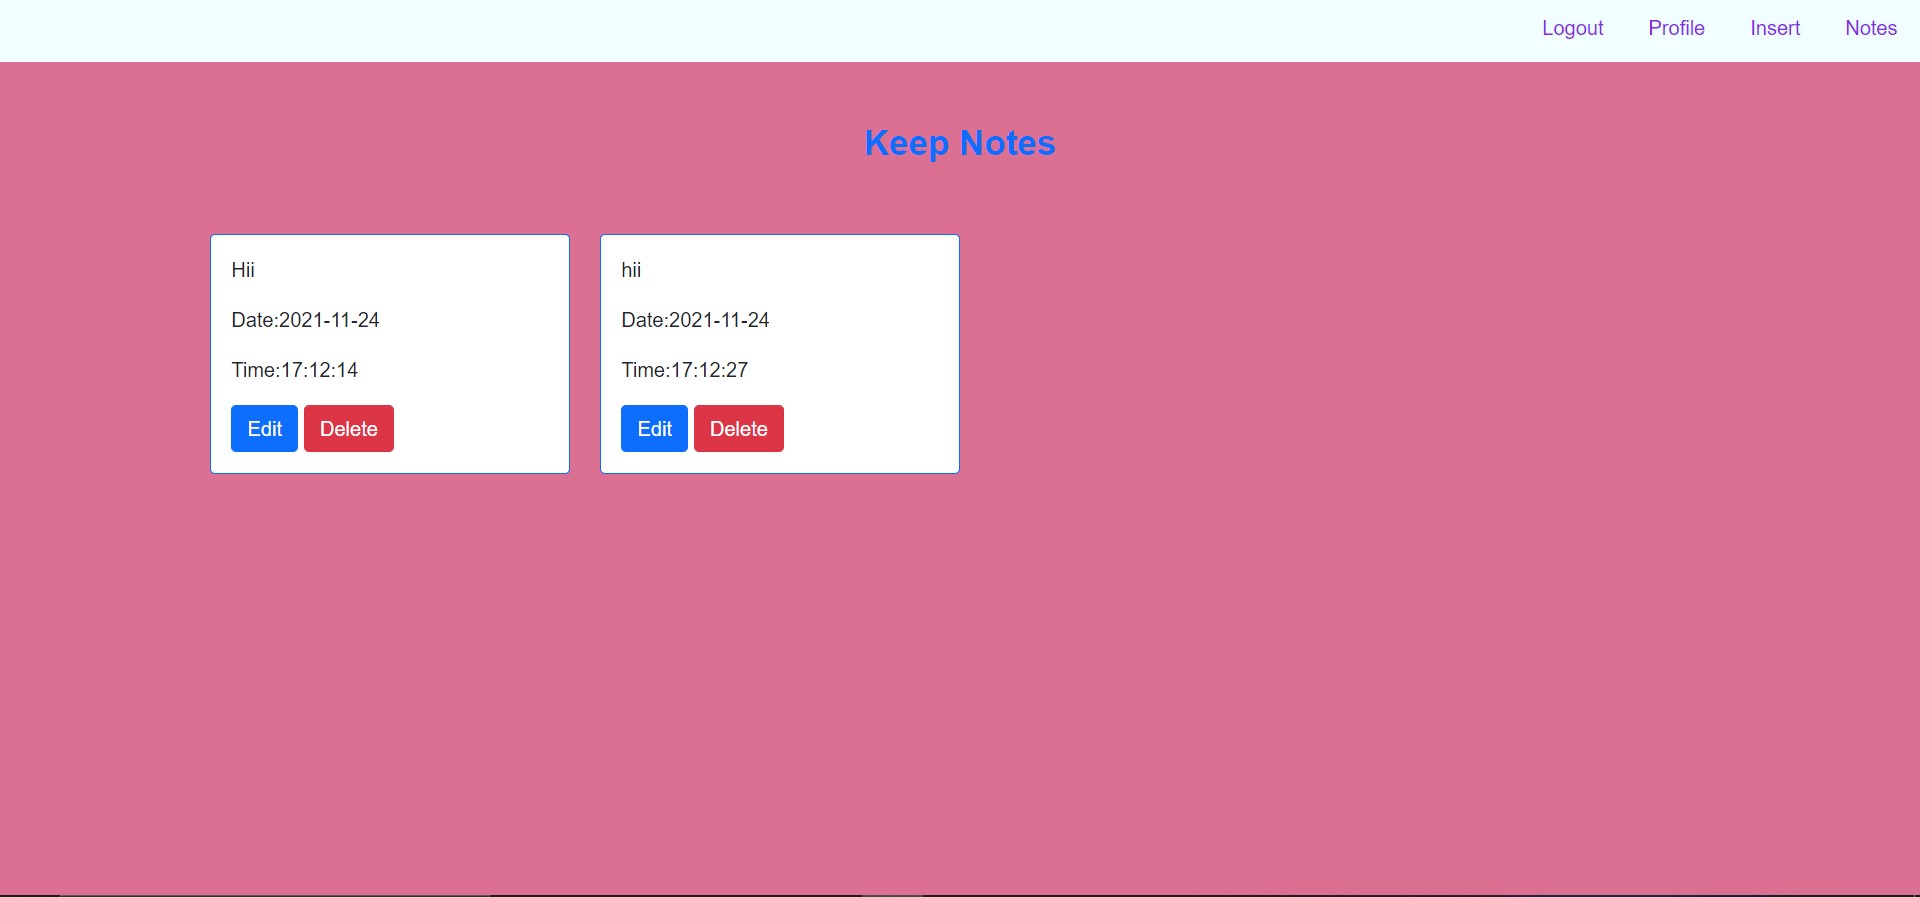 Logout Profile Insert Notes
Keep Notes
Hii
Date:2021-11-24
Time:17:12:14
Edit Delete
hii
Date:2021-11-24
Time:17:12:27
Edit Delete